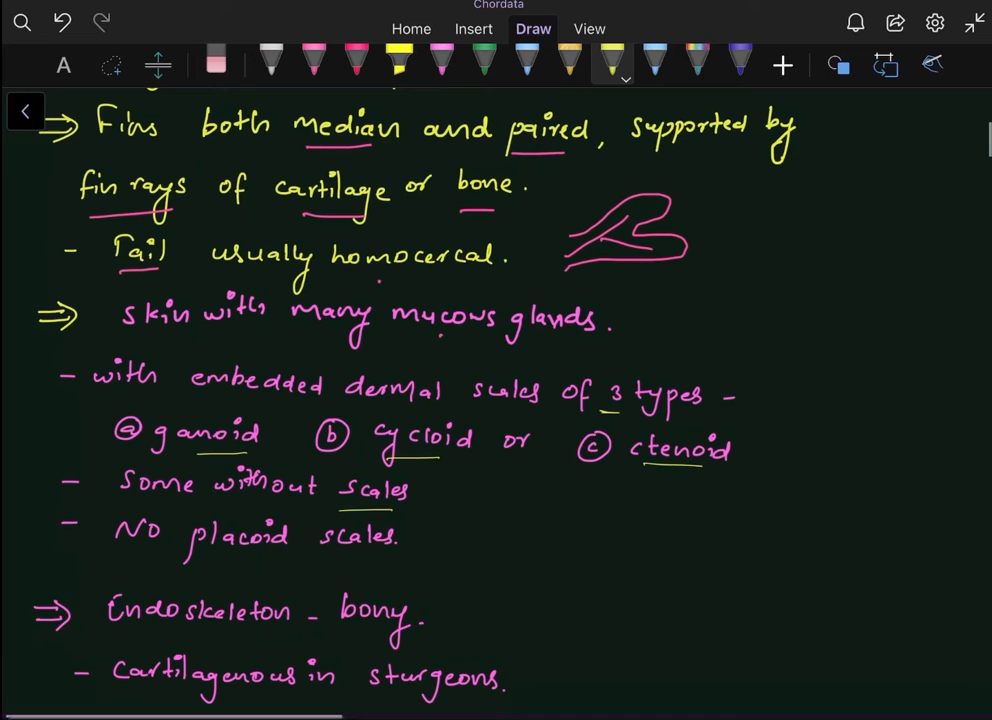 Chordata
Home Insert Draw View
A
⇒ Fins both median and paired, supported by
fin rays of cartilage or bone.
- Tail usually homocercal.
⇒ Skin with many mucous glands.
- with embedded dermal scales of 3 types -
ⓐ ganoid ⓑ cycloid or ⓒ ctenoid
- Some without scales
- No placoid scales.
⇒ Endoskeleton - bony.
- Cartilagenous in sturgeons.